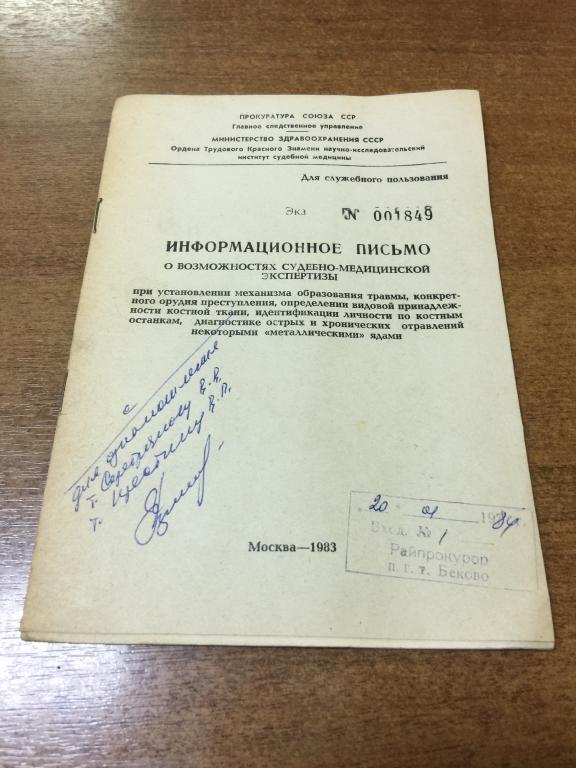 ПРОКУРАТУРА СОЮЗА ССР
Главное следственное управление
МИНИСТЕРСТВО ЗДРАВООХРАНЕНИЯ СССР
Ордена Трудового Красного Знамени научно-исследовательский
институт судебной медицины
Для служебного пользования
Экз № 001849
ИНФОРМАЦИОННОЕ ПИСЬМО
О ВОЗМОЖНОСТЯХ СУДЕБНО-МЕДИЦИНСКОЙ
ЭКСПЕРТИЗЫ
при установлении механизма образования травмы, конкрет-
ного орудия преступления, определении видовой принадлеж-
ности костной ткани, идентификации личности по костным
останкам, диагностике острых и хронических отравлений
некоторыми «металлическими» ядами
для ознакомления
т.
т.
20 01 1984г.
Вход. № 1
Райпрокурор
п. г. т. Беково
Москва—1983